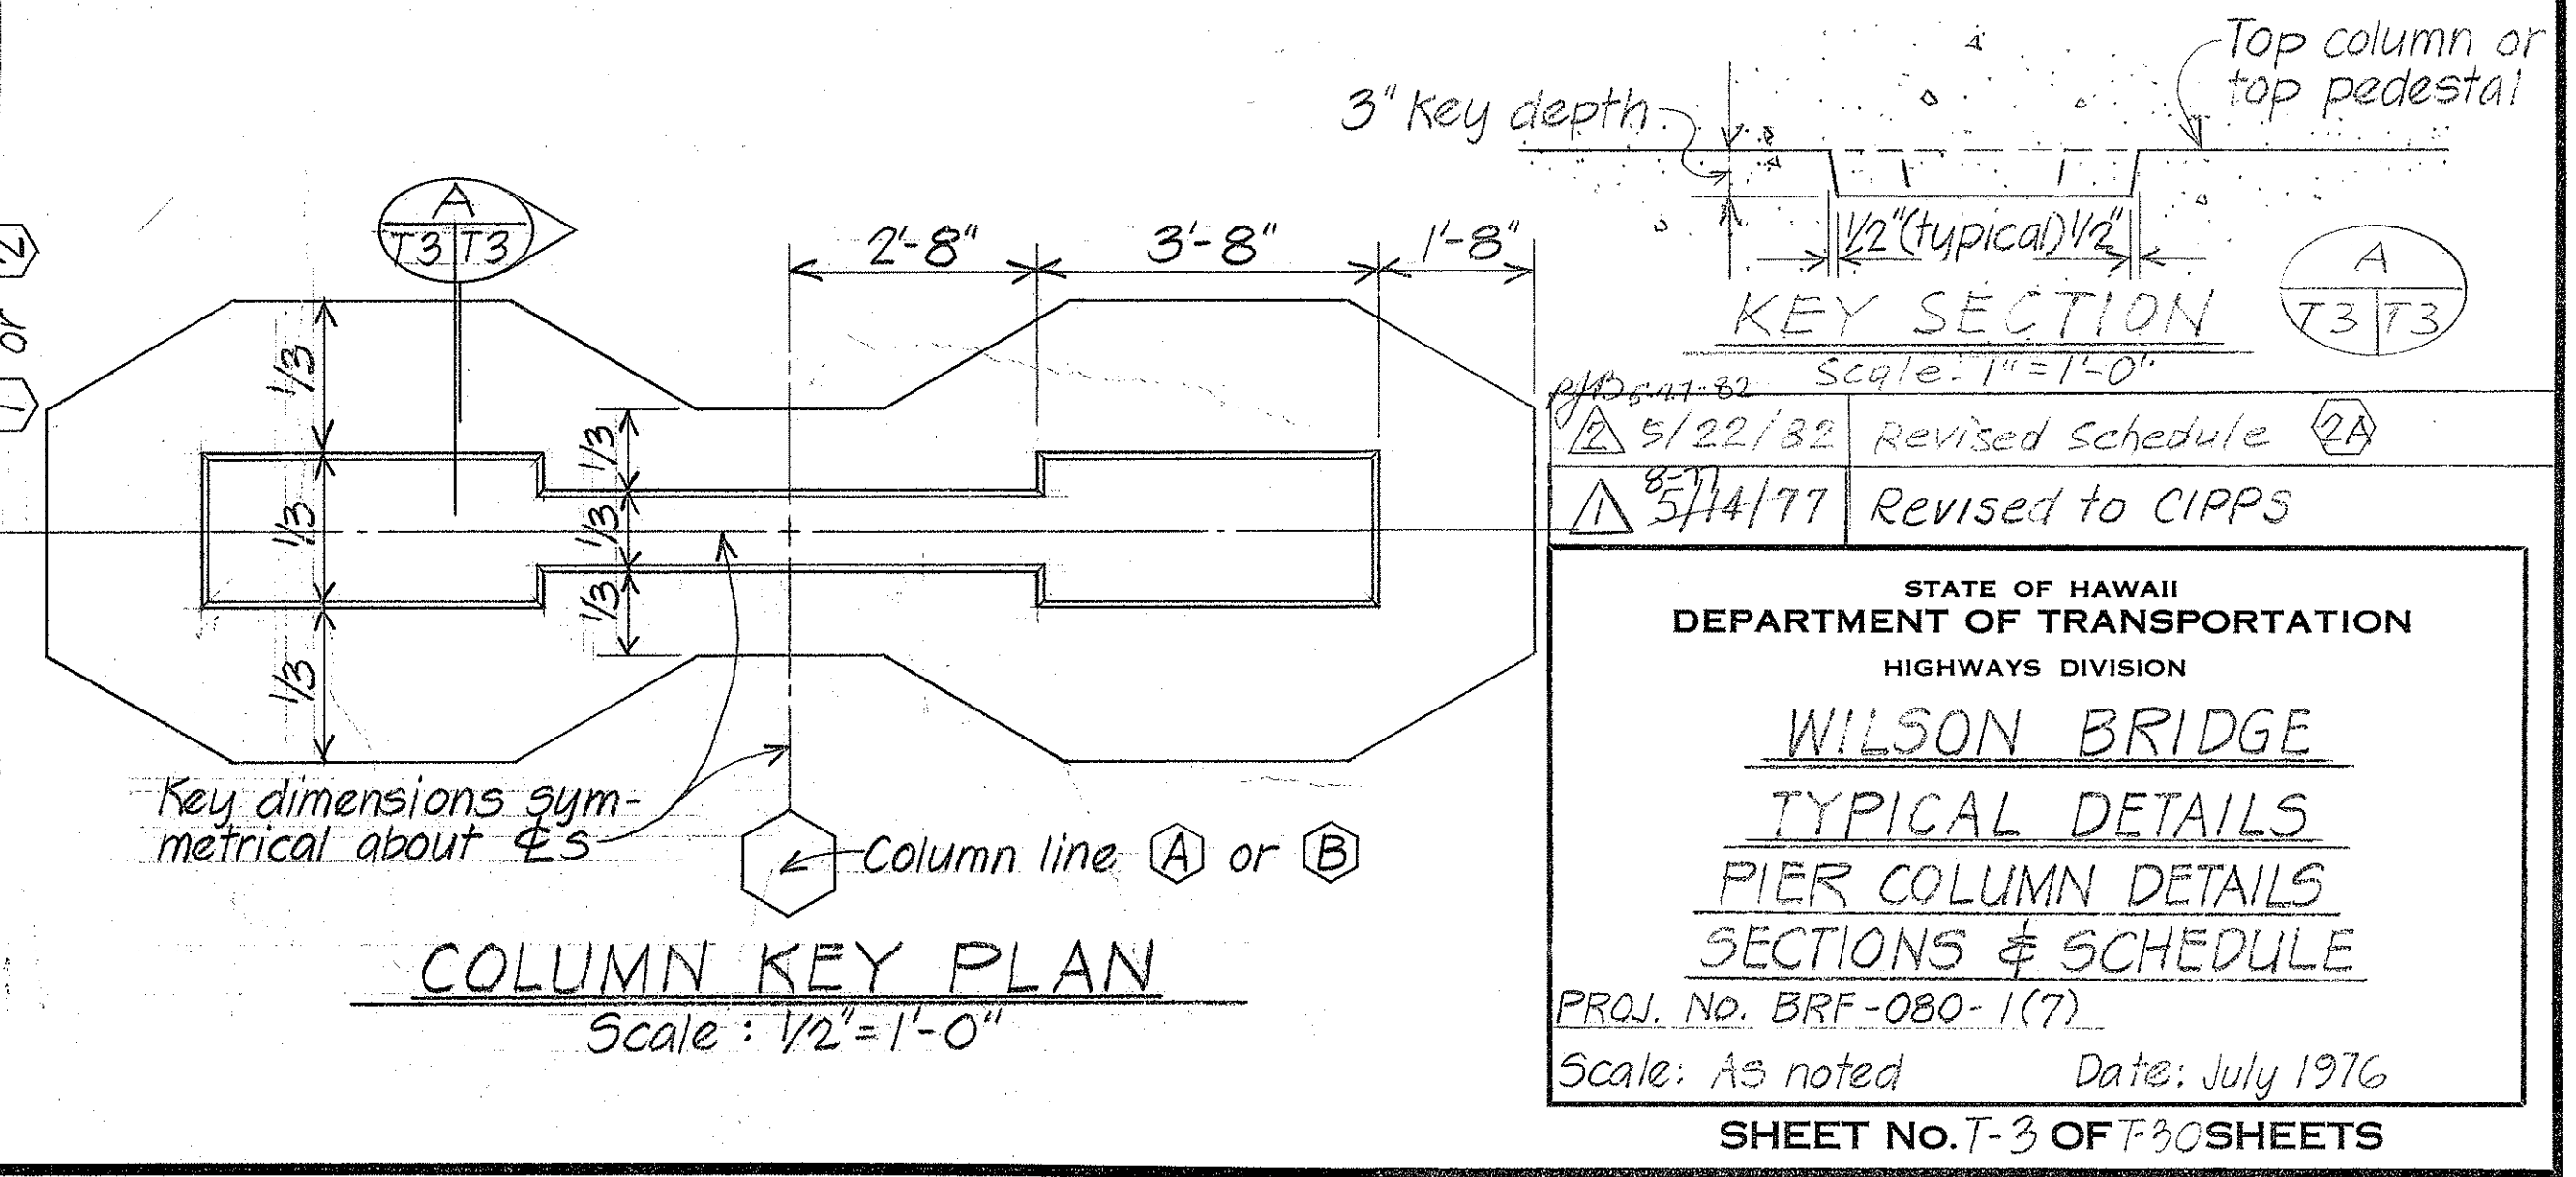 Top column or
top pedestal
3" Key depth
1/2" (typical) 1/2"
KEY SECTION
Scale: 1" = 1'-0"
A
T3 T3
A
T3 T3
2'-8"
3'-8"
1'-8"
1/3
1/3
1/3
1/3
1/3
1/3
1 or 2
Key dimensions sym-
metrical about ℄s
Column line A or B
COLUMN KEY PLAN
Scale: 1/2" = 1'-0"
2 5/22/82 Revised Schedule 2A
8-77
1 5/14/77 Revised to CIPPS
STATE OF HAWAII
DEPARTMENT OF TRANSPORTATION
HIGHWAYS DIVISION
WILSON BRIDGE
TYPICAL DETAILS
PIER COLUMN DETAILS
SECTIONS & SCHEDULE
PROJ. No. BRF-080-1(7)
Scale: As noted Date: July 1976
SHEET No. T-3 OF T-30 SHEETS